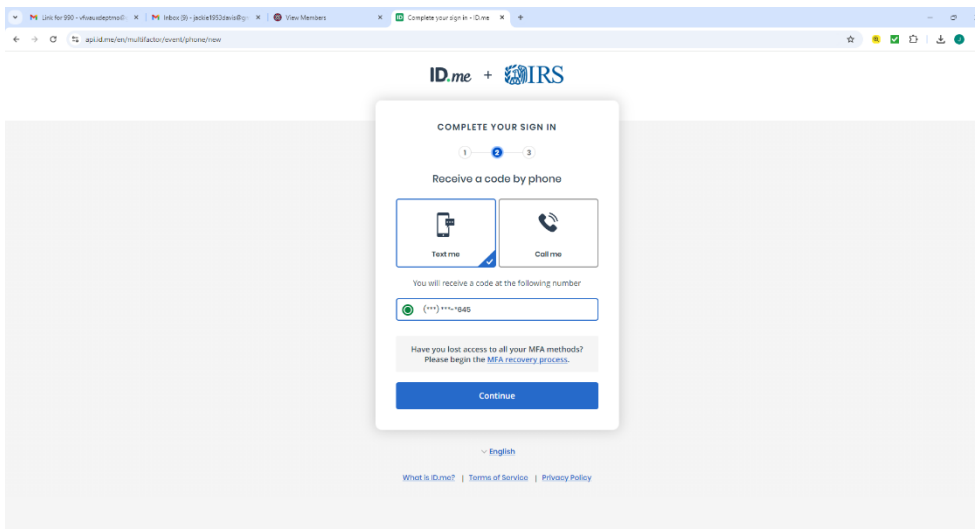 Link for 990 - vfwausdeptmo@
Inbox (9) - jackie1953davis@g
View Members
Complete your sign in - ID.me
api.id.me/en/multifactor/event/phone/new
ID.me + IRS
COMPLETE YOUR SIGN IN
1 2 3
Receive a code by phone
Text me Call me
You will receive a code at the following number
(***) ***-*845
Have you lost access to all your MFA methods?
Please begin the MFA recovery process.
Continue
English
What is ID.me? | Terms of Service | Privacy Policy